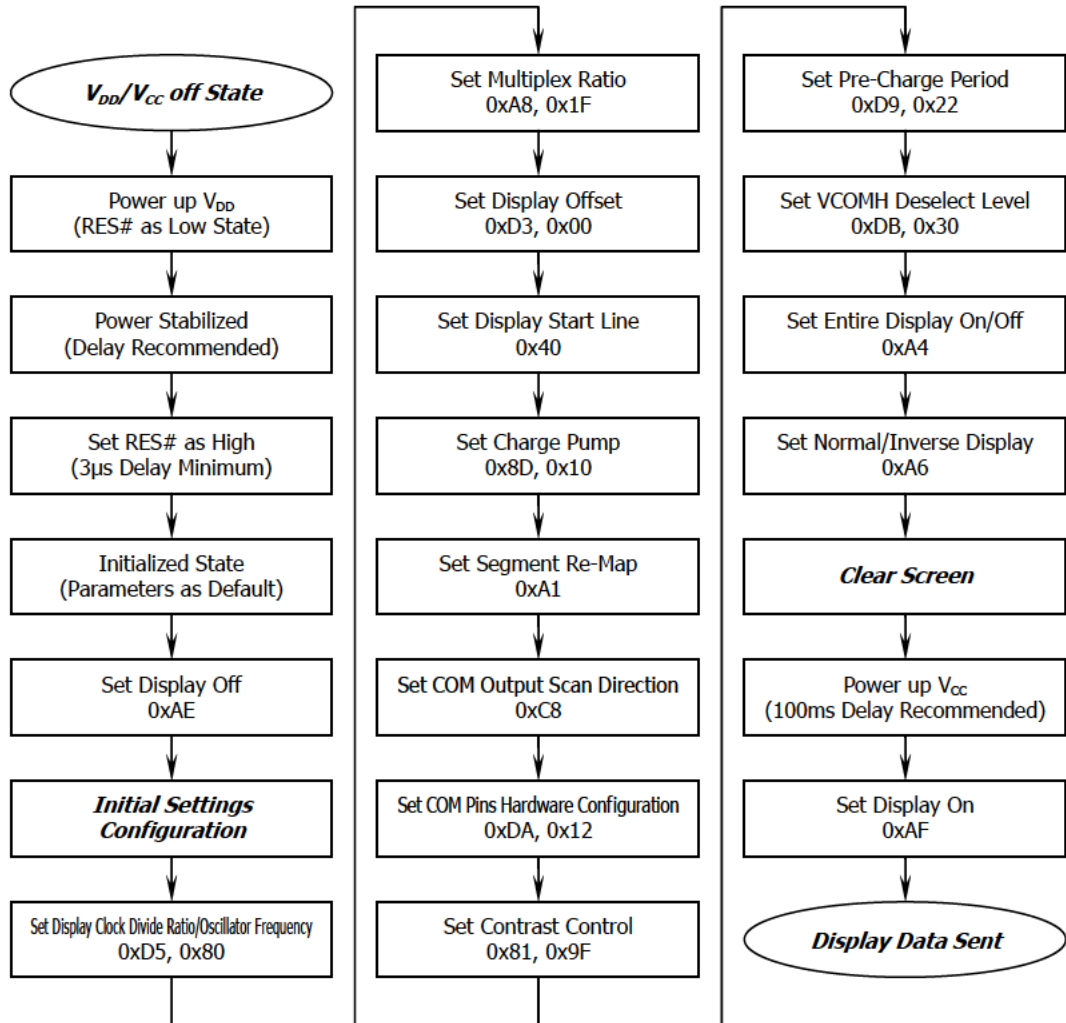 V_DD/V_CC off State
Power up V_DD
(RES# as Low State)
Power Stabilized
(Delay Recommended)
Set RES# as High
(3µs Delay Minimum)
Initialized State
(Parameters as Default)
Set Display Off
0xAE
Initial Settings
Configuration
Set Display Clock Divide Ratio/Oscillator Frequency
0xD5, 0x80
Set Multiplex Ratio
0xA8, 0x1F
Set Display Offset
0xD3, 0x00
Set Display Start Line
0x40
Set Charge Pump
0x8D, 0x10
Set Segment Re-Map
0xA1
Set COM Output Scan Direction
0xC8
Set COM Pins Hardware Configuration
0xDA, 0x12
Set Contrast Control
0x81, 0x9F
Set Pre-Charge Period
0xD9, 0x22
Set VCOMH Deselect Level
0xDB, 0x30
Set Entire Display On/Off
0xA4
Set Normal/Inverse Display
0xA6
Clear Screen
Power up V_CC
(100ms Delay Recommended)
Set Display On
0xAF
Display Data Sent